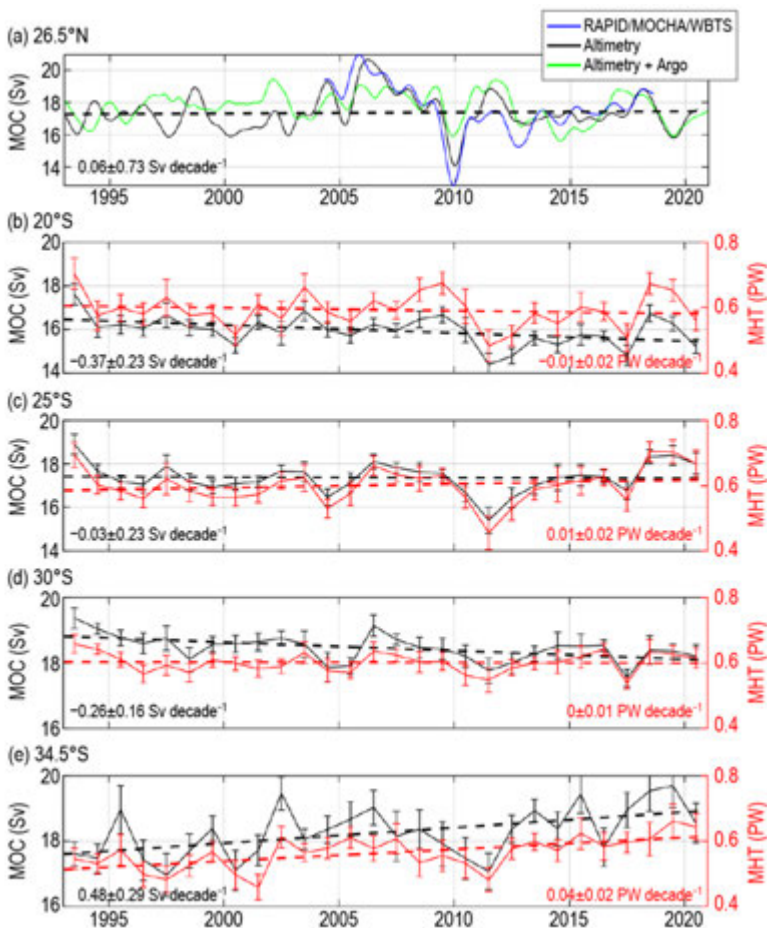 (a) 26.5°N
RAPID/MOCHA/WBTS
Altimetry
Altimetry + Argo
MOC (Sv)
20
18
16
14
0.06±0.73 Sv decade⁻¹
1995 2000 2005 2010 2015 2020
(b) 20°S
MOC (Sv)
20
18
16
14
−0.37±0.23 Sv decade⁻¹
−0.01±0.02 PW decade⁻¹
0.8
0.6
0.4
MHT (PW)
(c) 25°S
MOC (Sv)
20
18
16
14
−0.03±0.23 Sv decade⁻¹
0.01±0.02 PW decade⁻¹
0.8
0.6
0.4
MHT (PW)
(d) 30°S
MOC (Sv)
20
18
16
−0.26±0.16 Sv decade⁻¹
0±0.01 PW decade⁻¹
0.8
0.6
0.4
MHT (PW)
(e) 34.5°S
MOC (Sv)
20
18
16
0.48±0.29 Sv decade⁻¹
0.04±0.02 PW decade⁻¹
0.8
0.6
0.4
MHT (PW)
1995 2000 2005 2010 2015 2020